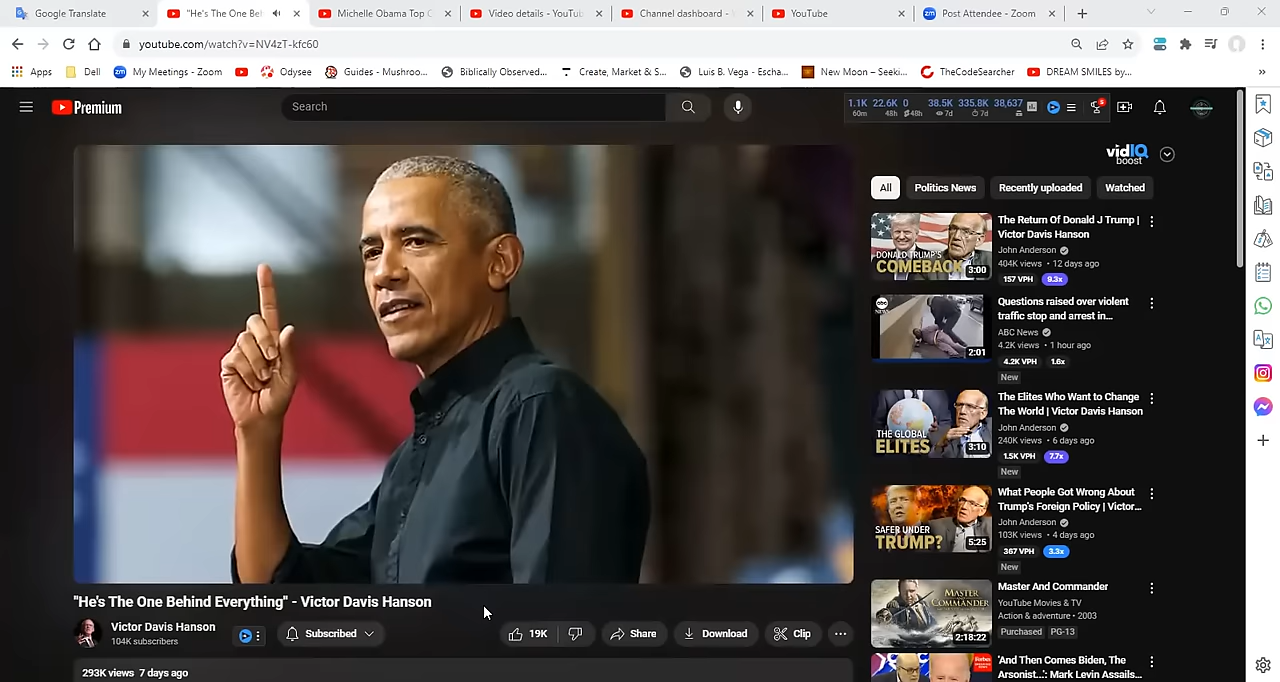 Google Translate
"He's The One Beh
Michelle Obama Top
Video details - YouTu
Channel dashboard -
YouTube
Post Attendee - Zoom
youtube.com/watch?v=NV4zT-kfc60
Apps
Dell
My Meetings - Zoom
Odysee
Guides - Mushroo...
Biblically Observed...
Create, Market & S...
Luis B. Vega - Escha...
New Moon – Seeki...
TheCodeSearcher
DREAM SMILES by...
»
Premium
Search
1.1K 22.6K 0 38.5K 335.8K 38,637
60m 48h 48h 7d 7d
vidIQ
boost
All
Politics News
Recently uploaded
Watched
DONALD TRUMP'S
COMEBACK
3:00
The Return Of Donald J Trump |
Victor Davis Hanson
John Anderson
404K views • 12 days ago
157 VPH 9.3x
abc
NEWS
2:01
Questions raised over violent
traffic stop and arrest in...
ABC News
4.2K views • 1 hour ago
4.2K VPH 1.6x
New
THE GLOBAL
ELITES
3:10
The Elites Who Want to Change
The World | Victor Davis Hanson
John Anderson
240K views • 6 days ago
1.5K VPH 7.7x
New
SAFER UNDER
TRUMP?
5:25
What People Got Wrong About
Trump's Foreign Policy | Victor...
John Anderson
103K views • 4 days ago
367 VPH 3.3x
New
MASTER AND
COMMANDER
2:18:22
Master And Commander
YouTube Movies & TV
Action & adventure • 2003
Purchased PG-13
Forbes
'And Then Comes Biden, The
Arsonist...': Mark Levin Assails...
"He's The One Behind Everything" - Victor Davis Hanson
Victor Davis Hanson
104K subscribers
Subscribed
19K
Share
Download
Clip
293K views 7 days ago